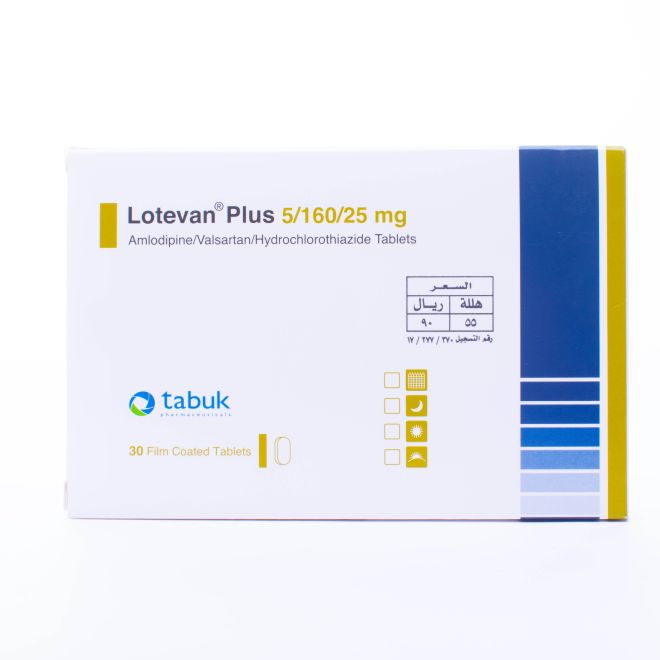 Lotevan® Plus 5/160/25 mg
Amlodipine/Valsartan/Hydrochlorothiazide Tablets
السعر
هللة ريال
٥٥ ٩٠
رقم التسجيل ٣٧٠ / ٢٧٧ / ١٧
tabuk
pharmaceuticals
30 Film Coated Tablets